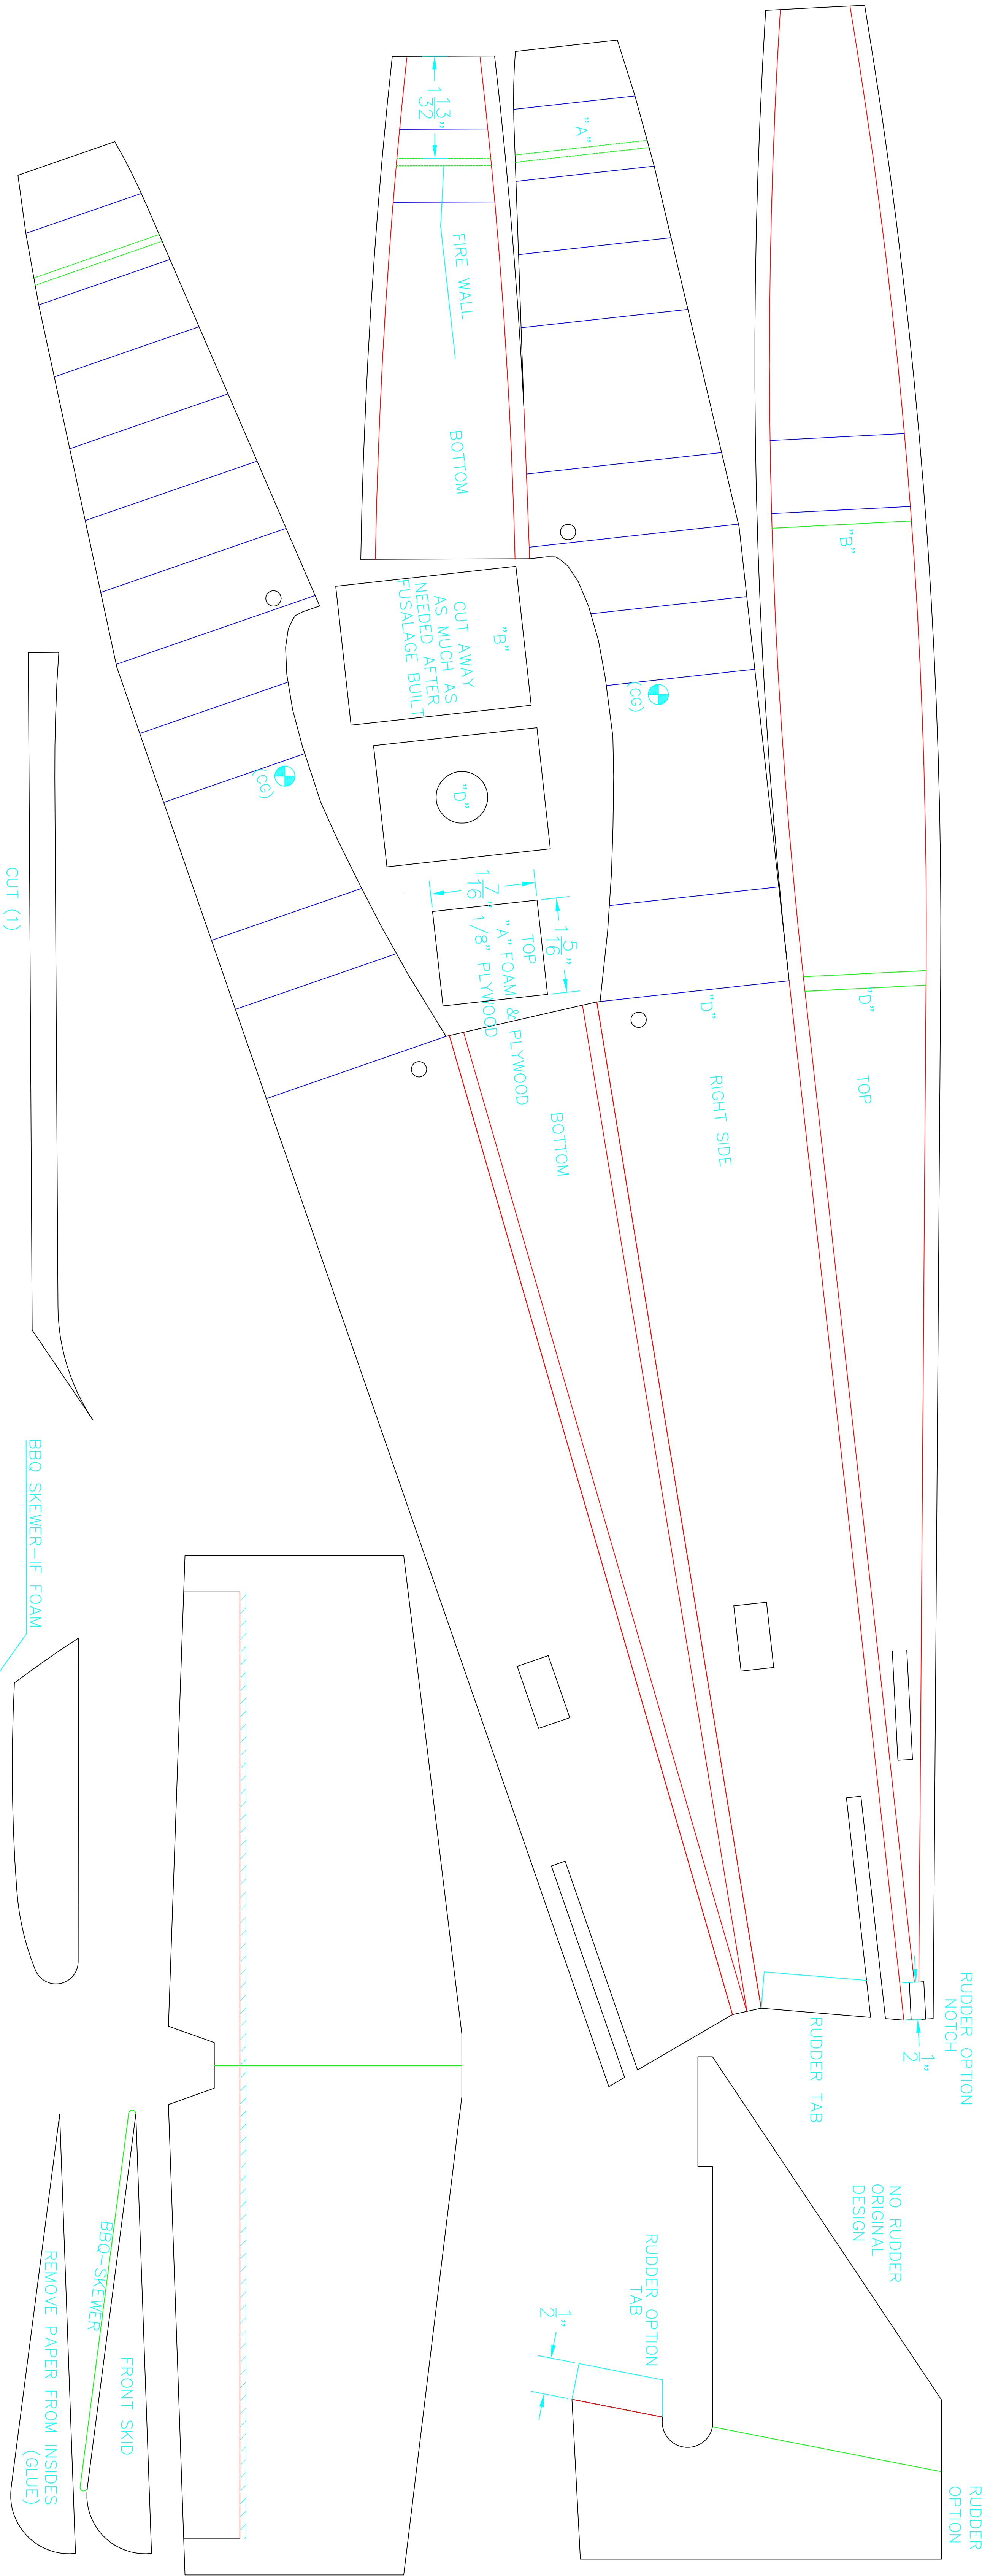 "A"
1 13/32"
FIRE WALL
BOTTOM
"B"
"B"
CUT AWAY
AS MUCH AS
NEEDED AFTER
FUSALAGE BUILT
(CG)
(CG)
"D"
CUT (1)
1 7/16"
1 5/16"
TOP
"A" FOAM & PLYWOOD
1/8" PLYWOOD
"D"
"D"
TOP
RIGHT SIDE
BOTTOM
BBQ SKEWER-IF FOAM
RUDDER OPTION
NOTCH
1/2"
RUDDER TAB
NO RUDDER
ORIGINAL
DESIGN
RUDDER OPTION
TAB
1/2"
RUDDER
OPTION
BBQ-SKEWER
FRONT SKID
REMOVE PAPER FROM INSIDES
(GLUE)